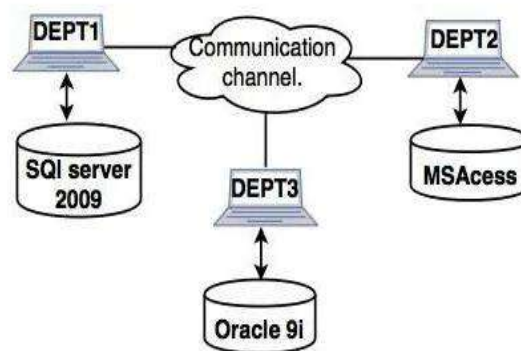 DEPT1
Communication
channel.
DEPT2
SQl server
2009
DEPT3
MSAcess
Oracle 9i